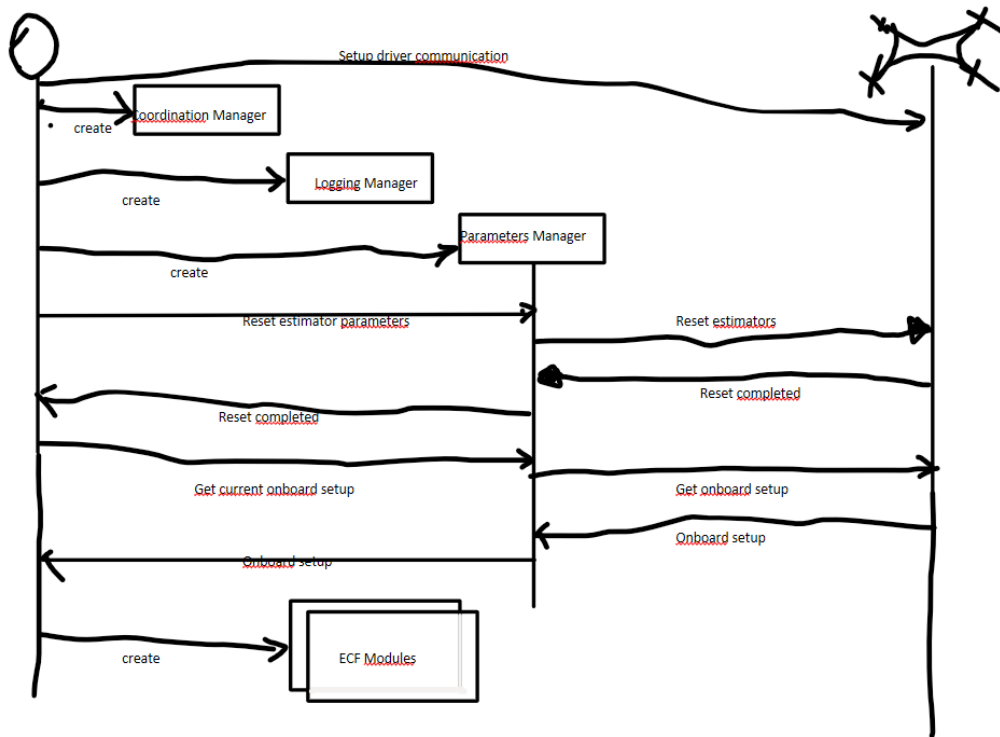 Setup driver communication
Coordination Manager
create
Logging Manager
create
Parameters Manager
create
Reset estimator parameters
Reset estimators
Reset completed
Reset completed
Get current onboard setup
Get onboard setup
Onboard setup
Onboard setup
create
ECF Modules